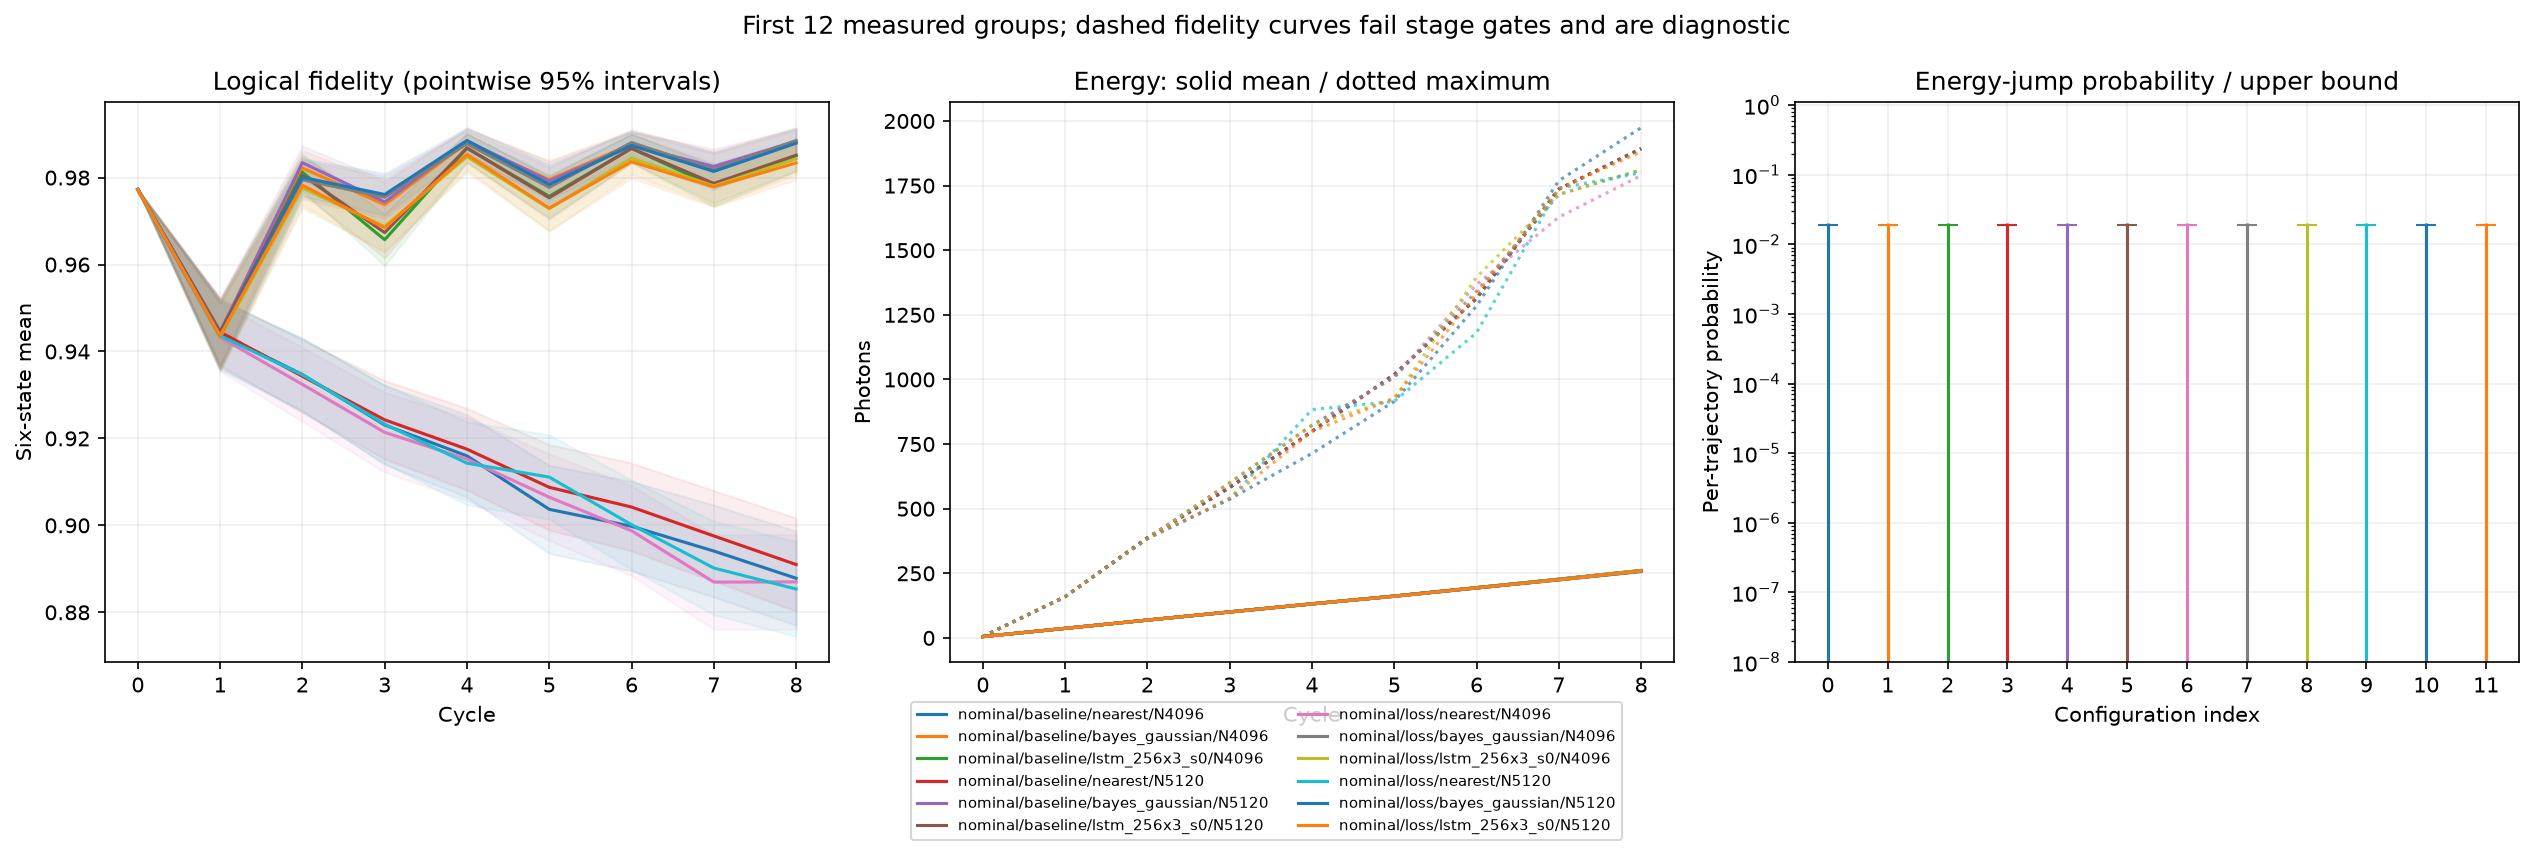 First 12 measured groups; dashed fidelity curves fail stage gates and are diagnostic
Logical fidelity (pointwise 95% intervals)
Six-state mean
0.98
0.96
0.94
0.92
0.90
0.88
0 1 2 3 4 5 6 7 8
Cycle
Energy: solid mean / dotted maximum
Photons
2000
1750
1500
1250
1000
750
500
250
0
0 1 2 3 4 5 6 7 8
Cycle
Energy-jump probability / upper bound
Per-trajectory probability
10⁰
10⁻¹
10⁻²
10⁻³
10⁻⁴
10⁻⁵
10⁻⁶
10⁻⁷
10⁻⁸
0 1 2 3 4 5 6 7 8 9 10 11
Configuration index
nominal/baseline/nearest/N4096
nominal/baseline/bayes_gaussian/N4096
nominal/baseline/lstm_256x3_s0/N4096
nominal/baseline/nearest/N5120
nominal/baseline/bayes_gaussian/N5120
nominal/baseline/lstm_256x3_s0/N5120
nominal/loss/nearest/N4096
nominal/loss/bayes_gaussian/N4096
nominal/loss/lstm_256x3_s0/N4096
nominal/loss/nearest/N5120
nominal/loss/bayes_gaussian/N5120
nominal/loss/lstm_256x3_s0/N5120